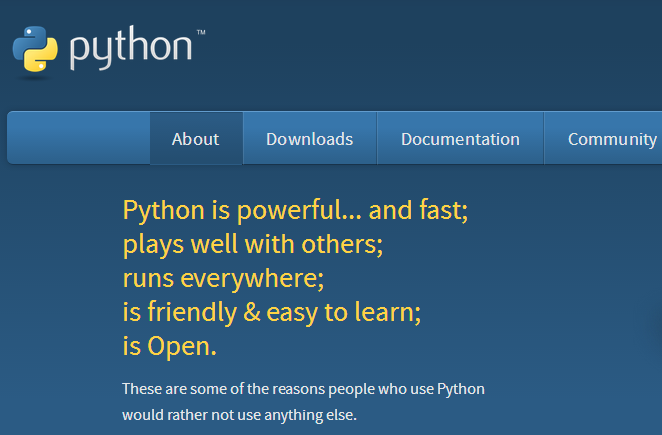 python™
About Downloads Documentation Community
Python is powerful... and fast;
plays well with others;
runs everywhere;
is friendly & easy to learn;
is Open.
These are some of the reasons people who use Python
would rather not use anything else.